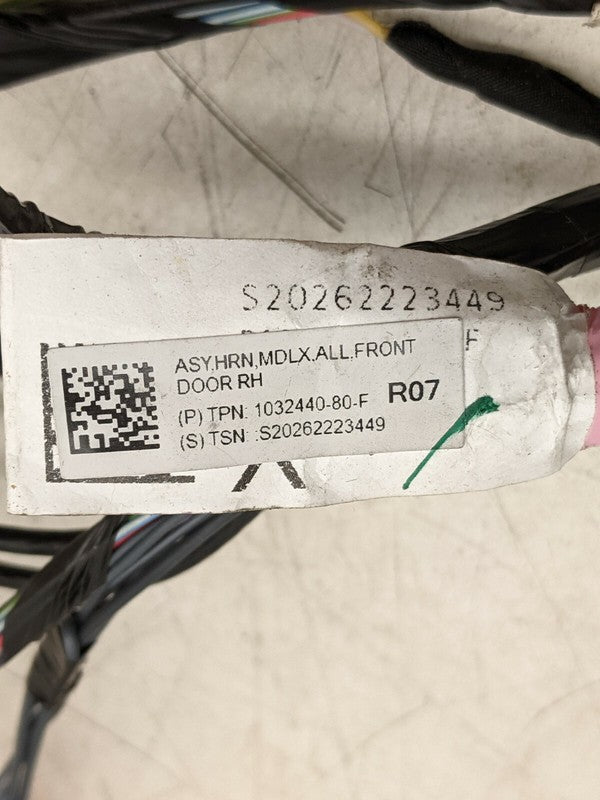 S20262223449
ASY,HRN,MDLX,ALL,FRONT
DOOR RH
(P) TPN: 1032440-80-F R07
(S) TSN: :S20262223449